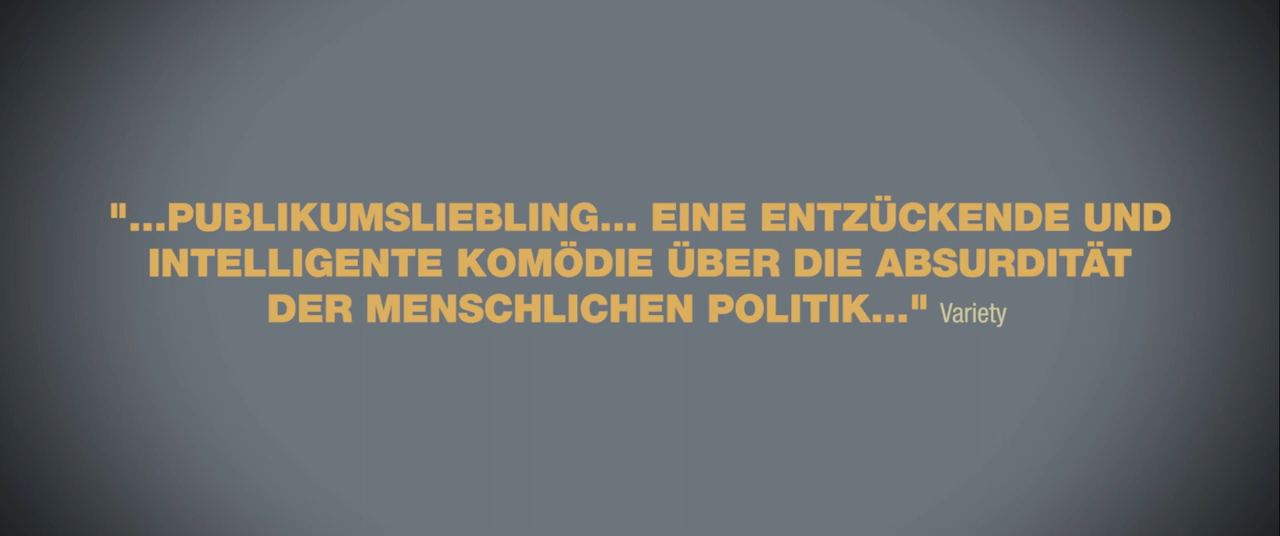 "...PUBLIKUMSLIEBLING... EINE ENTZÜCKENDE UND
INTELLIGENTE KOMÖDIE ÜBER DIE ABSURDITÄT
DER MENSCHLICHEN POLITIK..." Variety